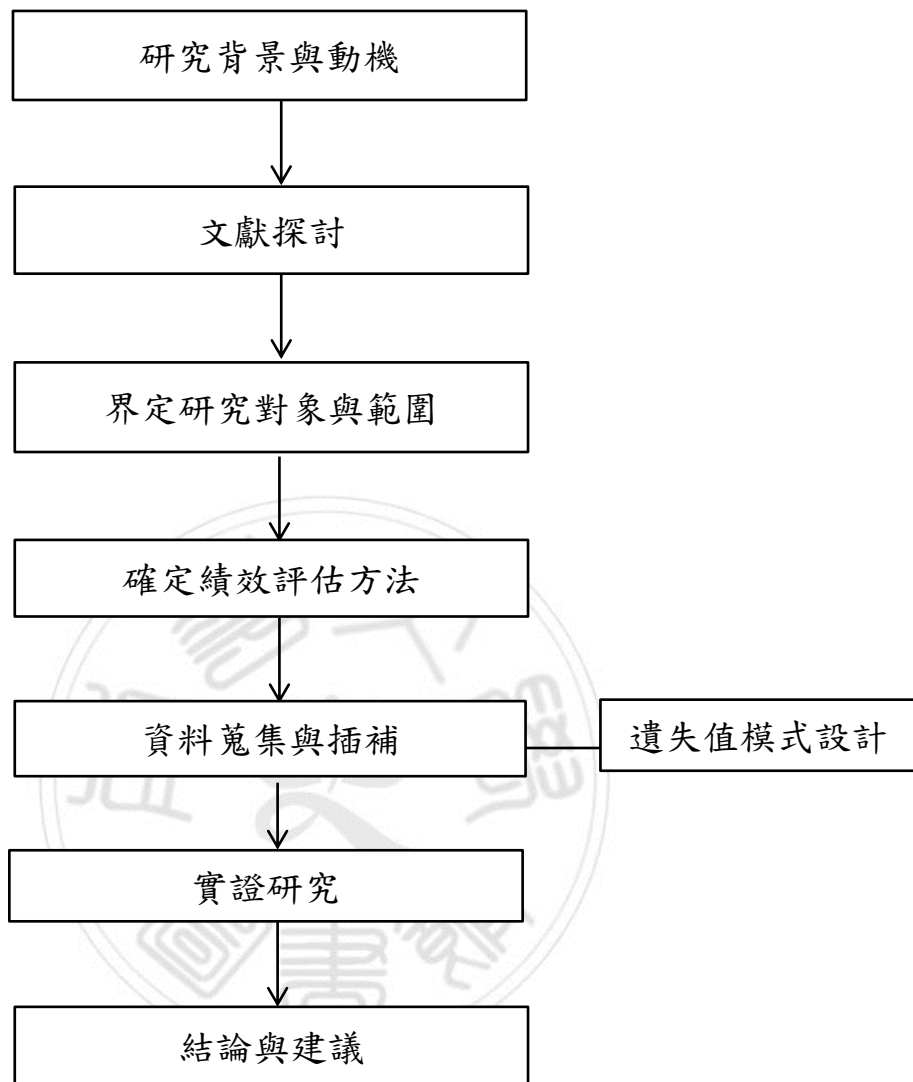 研究背景與動機
文獻探討
界定研究對象與範圍
確定績效評估方法
資料蒐集與插補
遺失值模式設計
實證研究
結論與建議